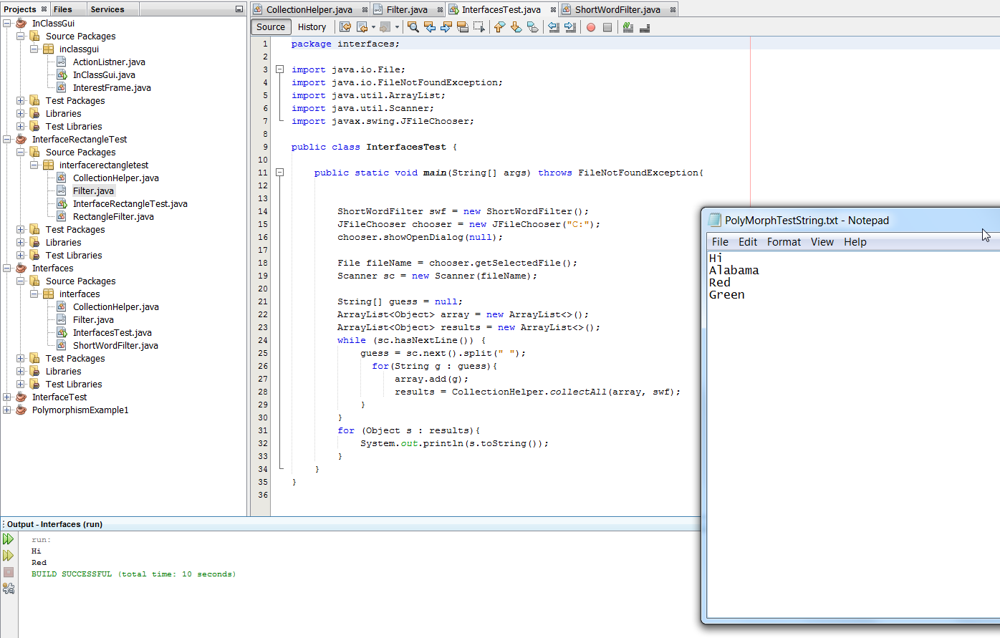 Projects
Files
Services
InClassGui
Source Packages
inclassgui
ActionListner.java
InClassGui.java
InterestFrame.java
Test Packages
Libraries
Test Libraries
InterfaceRectangleTest
Source Packages
interfacerectangletest
CollectionHelper.java
Filter.java
InterfaceRectangleTest.java
RectangleFilter.java
Test Packages
Libraries
Test Libraries
Interfaces
Source Packages
interfaces
CollectionHelper.java
Filter.java
InterfacesTest.java
ShortWordFilter.java
Test Packages
Libraries
Test Libraries
InterfaceTest
PolymorphismExample1
CollectionHelper.java
Filter.java
InterfacesTest.java
ShortWordFilter.java
Source
History
1 package interfaces;
2
3 import java.io.File;
4 import java.io.FileNotFoundException;
5 import java.util.ArrayList;
6 import java.util.Scanner;
7 import javax.swing.JFileChooser;
8
9 public class InterfacesTest {
10
11 public static void main(String[] args) throws FileNotFoundException{
12
13
14 ShortWordFilter swf = new ShortWordFilter();
15 JFileChooser chooser = new JFileChooser("C:");
16 chooser.showOpenDialog(null);
17
18 File fileName = chooser.getSelectedFile();
19 Scanner sc = new Scanner(fileName);
20
21 String[] guess = null;
22 ArrayList<Object> array = new ArrayList<>();
23 ArrayList<Object> results = new ArrayList<>();
24 while (sc.hasNextLine()) {
25 guess = sc.next().split(" ");
26 for(String g : guess){
27 array.add(g);
28 results = CollectionHelper.collectAll(array, swf);
29 }
30 }
31 for (Object s : results){
32 System.out.println(s.toString());
33 }
34 }
35 }
36
PolyMorphTestString.txt - Notepad
File Edit Format View Help
Hi
Alabama
Red
Green
Output - Interfaces (run)
run:
Hi
Red
BUILD SUCCESSFUL (total time: 10 seconds)